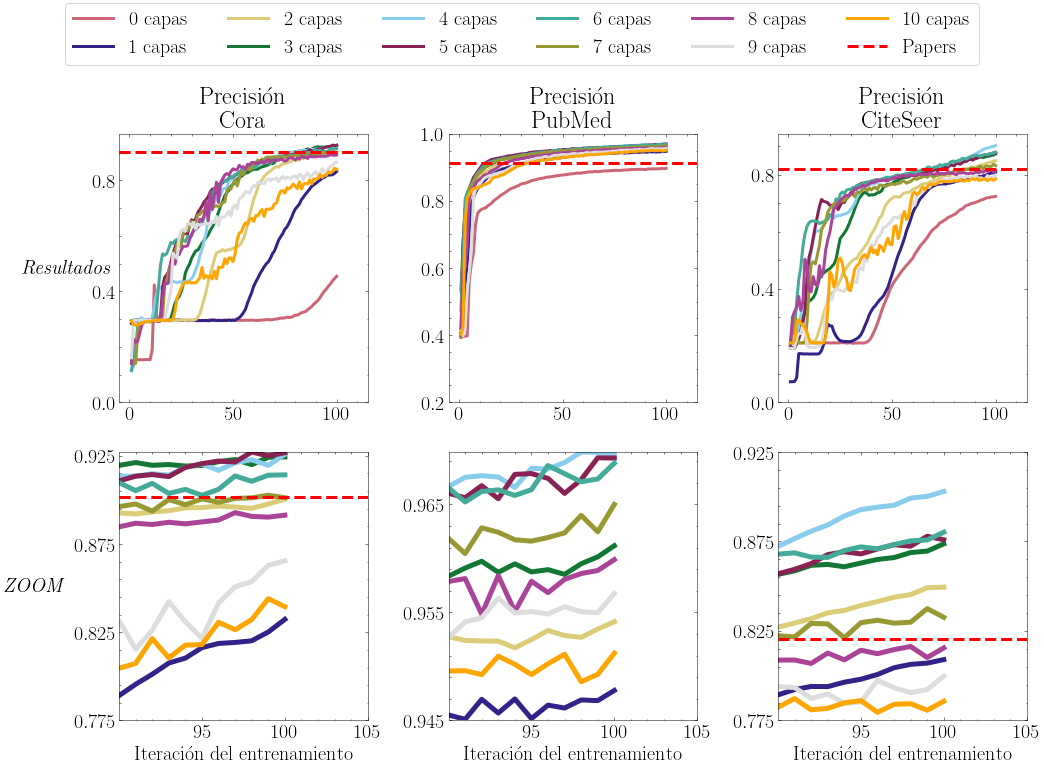 0 capas 2 capas 4 capas 6 capas 8 capas 10 capas
1 capas 3 capas 5 capas 7 capas 9 capas Papers
Precisión
Cora
Precisión
PubMed
Precisión
CiteSeer
Resultados
0.8
0.4
0.0
0 50 100
1.0
0.8
0.6
0.4
0.2
0 50 100
0.8
0.4
0.0
0 50 100
ZOOM
0.925
0.875
0.825
0.775
95 105
100
Iteración del entrenamiento
0.965
0.955
0.945
95 100 105
Iteración del entrenamiento
0.925
0.875
0.825
0.775
95 100 105
Iteración del entrenamiento